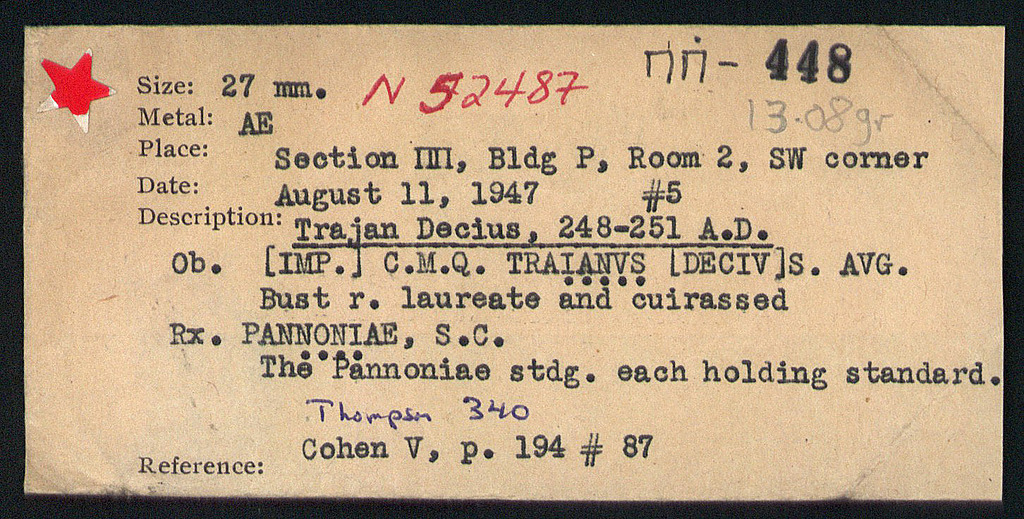 ΠΠ̇ - 448
Size: 27 mm. N 52487
13.08gr
Metal: AE
Place: Section IIII, Bldg P, Room 2, SW corner
Date: August 11, 1947 #5
Description: Trajan Decius, 248-251 A.D.
Ob. [IMP.] C.M.Q. TRAIANVS [DECIV]S. AVG.
Bust r. laureate and cuirassed
Rx. PANNONIAE, S.C.
The Pannoniae stdg. each holding standard.
Thompson 340
Reference: Cohen V, p. 194 # 87